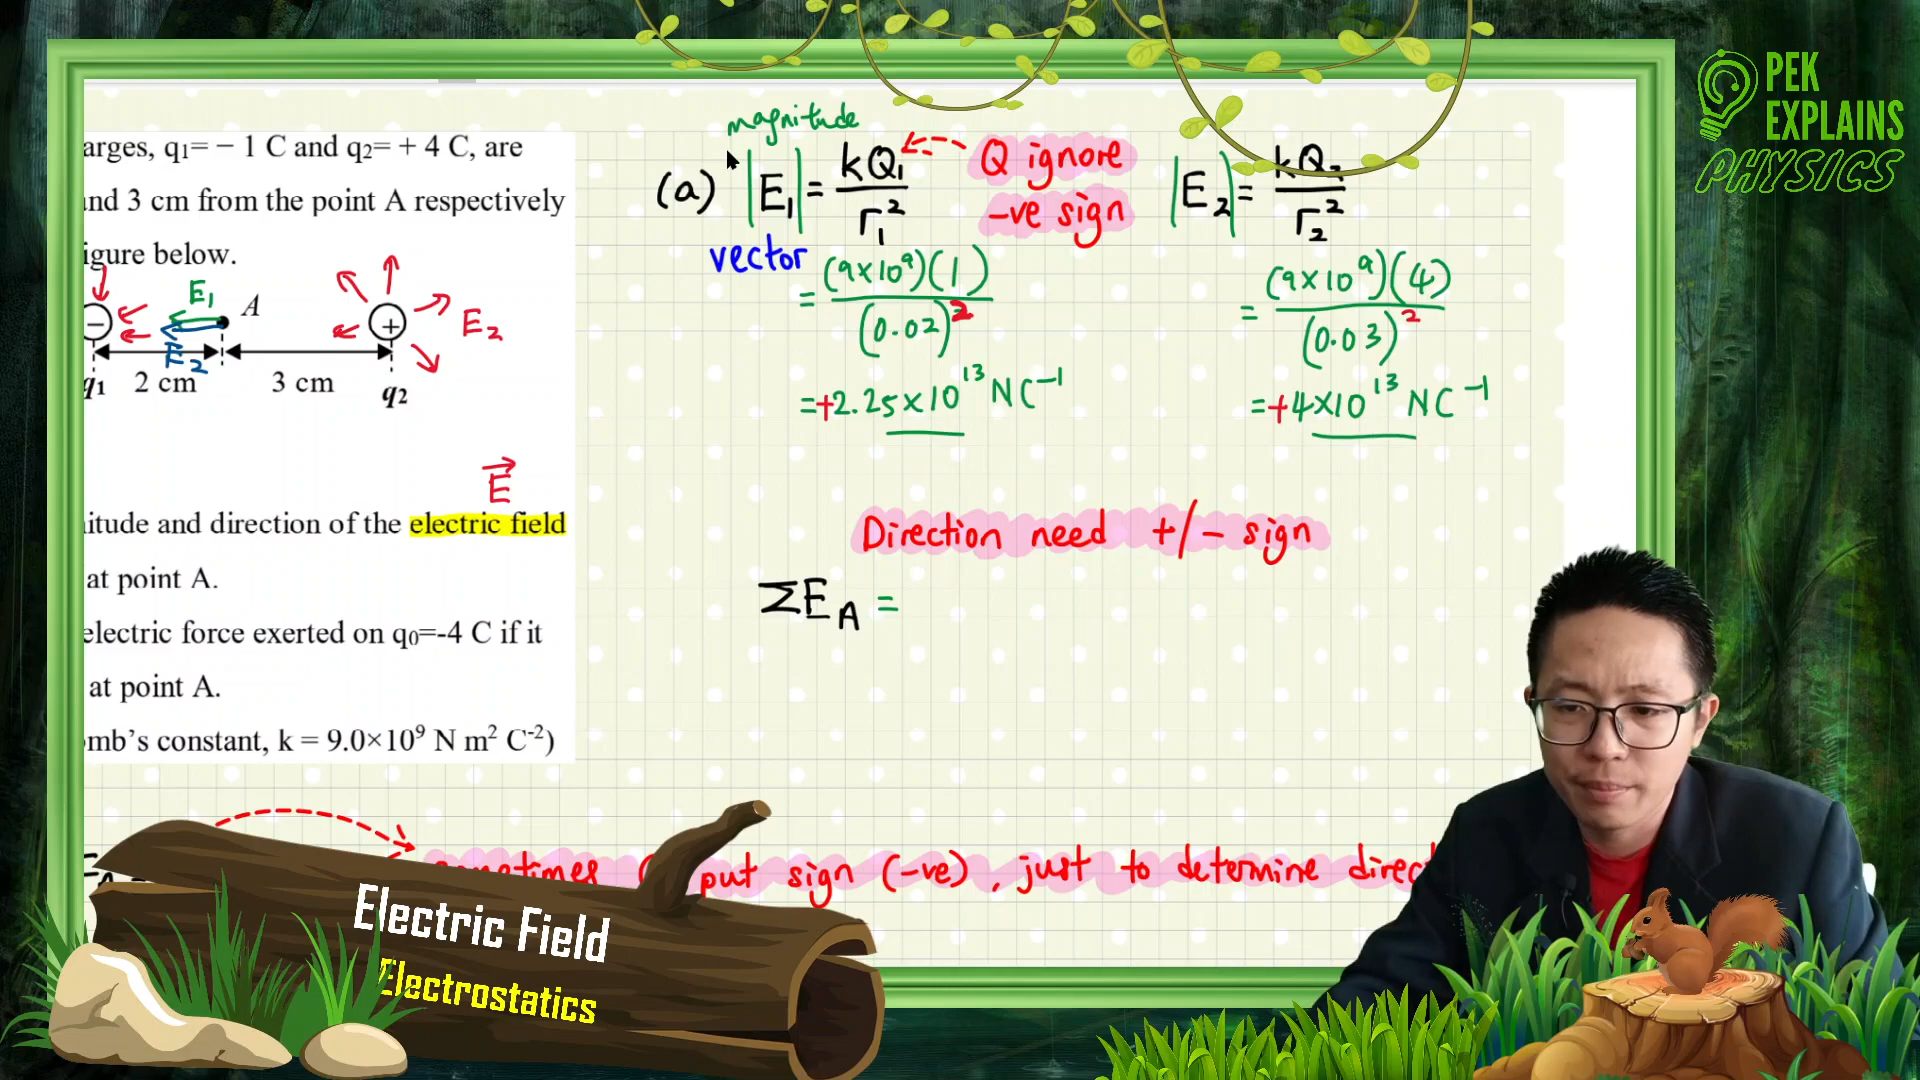 PEK
EXPLAINS
PHYSICS
arges, q1= − 1 C and q2= + 4 C, are
and 3 cm from the point A respectively
igure below.
E1 A
− + E2
E2
q1 2 cm 3 cm q2
E
itude and direction of the electric field
at point A.
electric force exerted on q0=-4 C if it
at point A.
mb's constant, k = 9.0×10⁹ N m² C⁻²)
magnitude
(a) |E₁| = kQ₁ / r₁²
Q ignore
-ve sign
vector
= (9×10⁹)(1) / (0.02)²
= +2.25×10¹³ NC⁻¹
|E₂| = kQ₂ / r₂²
= (9×10⁹)(4) / (0.03)²
= +4×10¹³ NC⁻¹
Direction need +/- sign
ΣE_A =
put sign (-ve), just to determine direc
Electric Field
Electrostatics